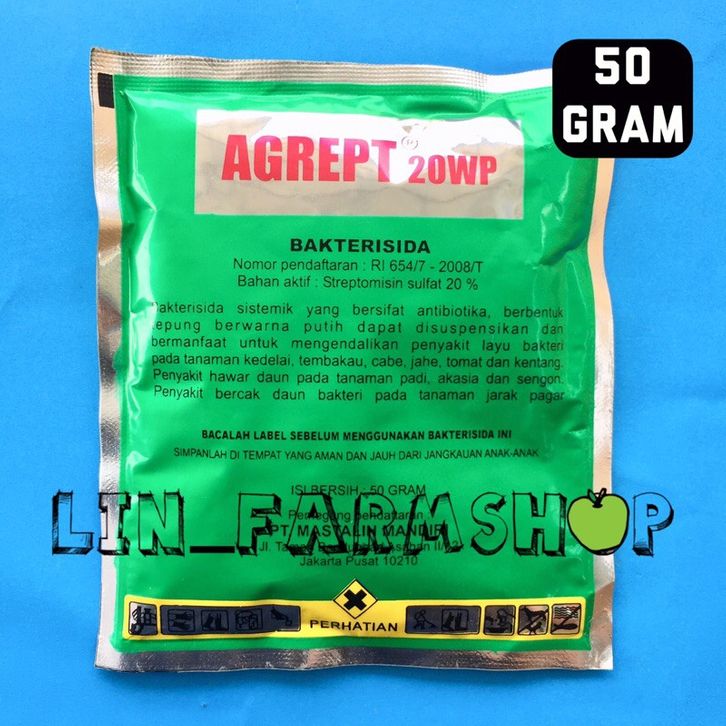 50
GRAM
AGREPT® 20WP
BAKTERISIDA
Nomor pendaftaran : RI 654/7 - 2008/T
Bahan aktif : Streptomisin sulfat 20 %
Bakterisida sistemik yang bersifat antibiotika, berbentuk
tepung berwarna putih dapat disuspensikan dan
bermanfaat untuk mengendalikan penyakit layu bakteri
pada tanaman kedelai, tembakau, cabe, jahe, tomat dan kentang.
Penyakit hawar daun pada tanaman padi, akasia dan sengon.
Penyakit bercak daun bakteri pada tanaman jarak pagar
BACALAH LABEL SEBELUM MENGGUNAKAN BAKTERISIDA INI
SIMPANLAH DI TEMPAT YANG AMAN DAN JAUH DARI JANGKAUAN ANAK-ANAK
ISI BERSIH : 50 GRAM
LIN_FARMSHOP
Pemegang pendaftaran
PT. MASTALIN MANDIRI
Jl.
Jakarta Pusat 10210
PERHATIAN